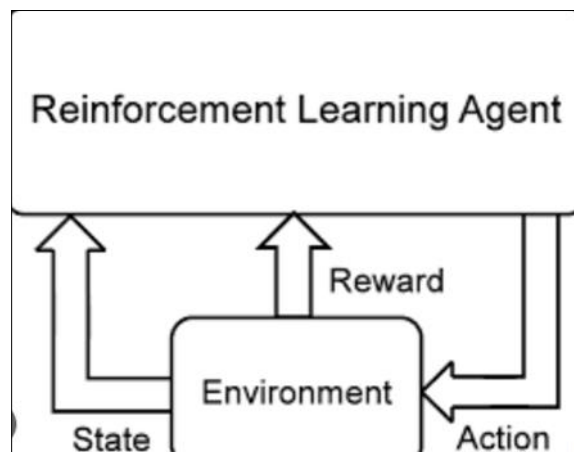 Reinforcement Learning Agent
Reward
Environment
State
Action